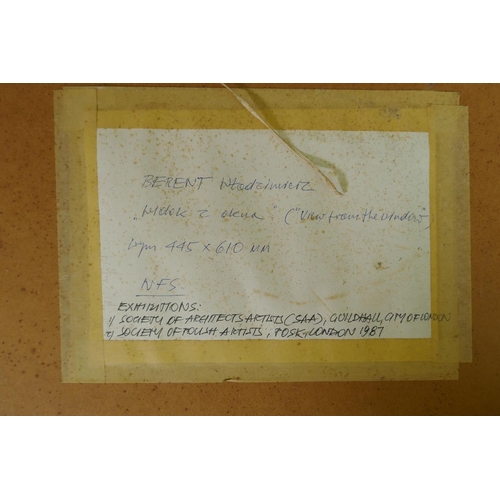 BERENT Włodzimierz
„Widok z okna" ("View from the window")
wym 445 x 610 MM
NFS
EXHIBITIONS:
1) SOCIETY OF ARCHITECTS ARTISTS (SAA), GUILDHALL, CITY OF LONDON
2) SOCIETY OF POLISH ARTISTS, POSK, LONDON 1987